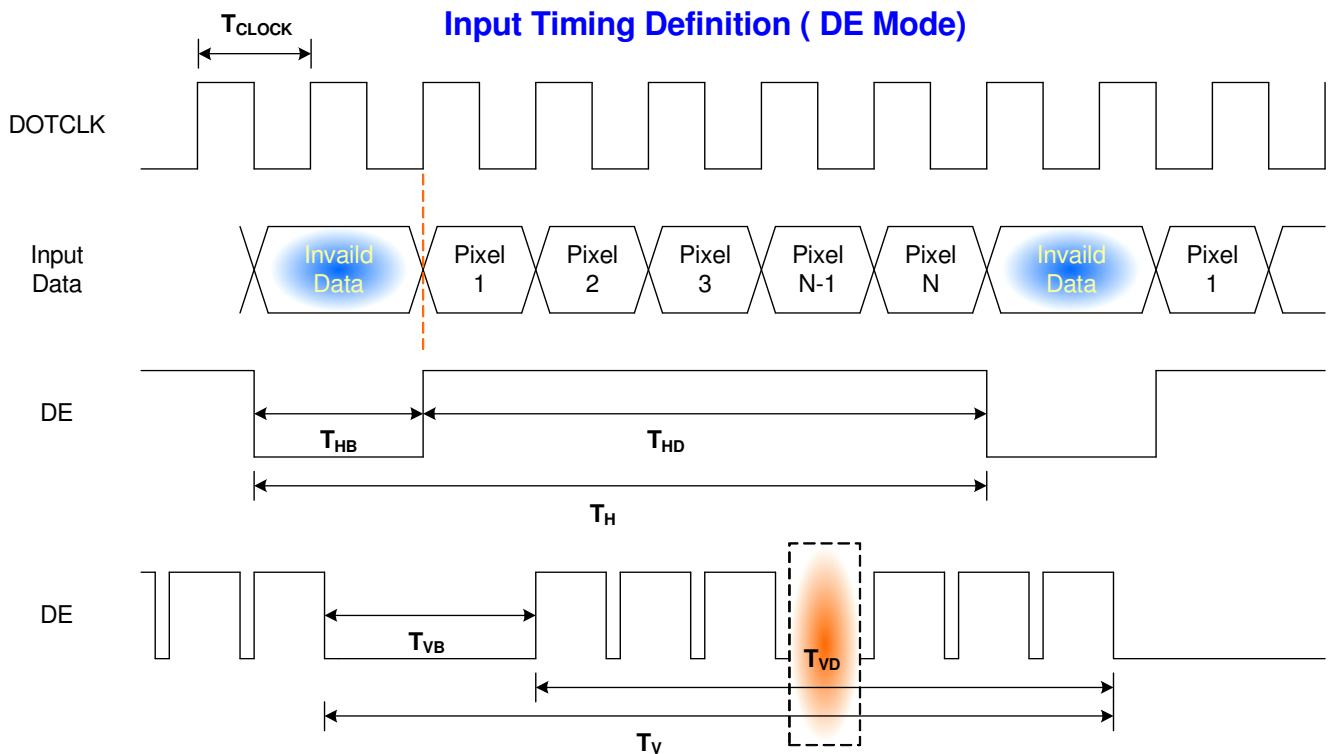 Input Timing Definition ( DE Mode)
TCLOCK
DOTCLK
Input
Data
Invaild
Data
Pixel
1
Pixel
2
Pixel
3
Pixel
N-1
Pixel
N
Invaild
Data
Pixel
1
DE
THB
THD
TH
DE
TVB
TVD
TV